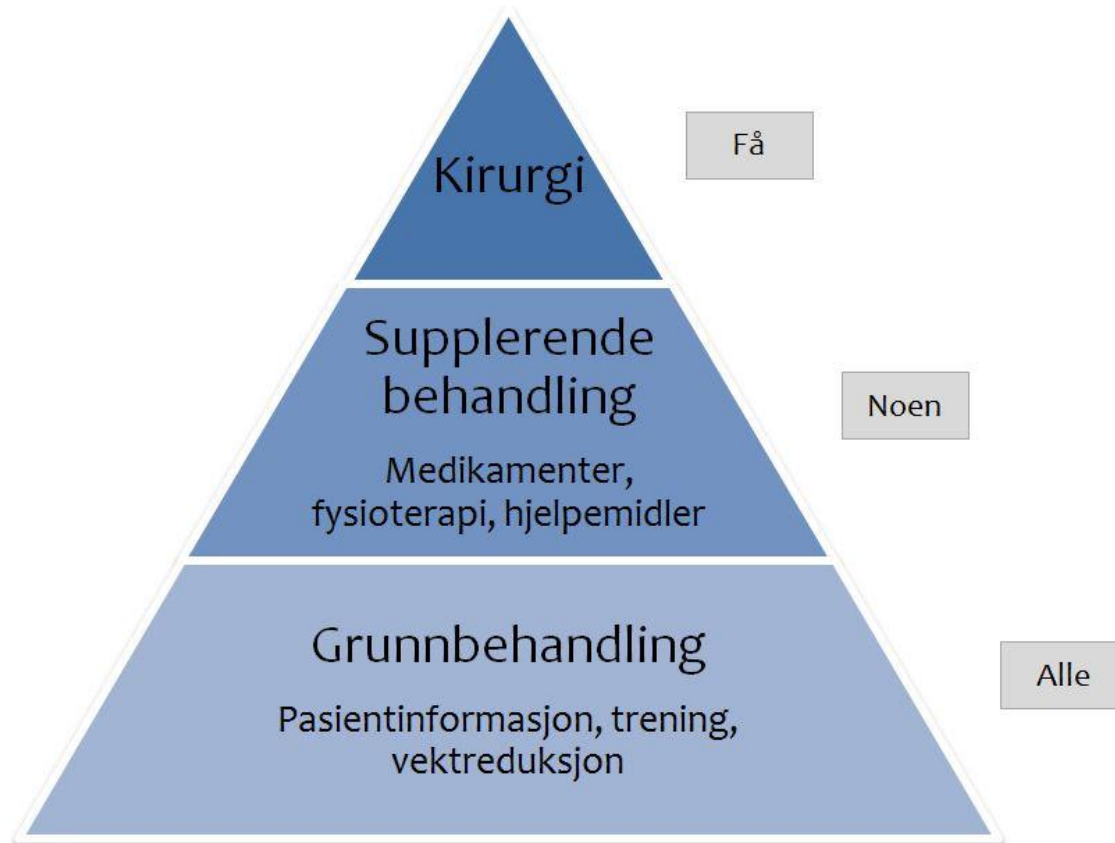 Kirurgi
Få
Supplerende
behandling
Medikamenter,
fysioterapi, hjelpemidler
Noen
Grunnbehandling
Pasientinformasjon, trening,
vektreduksjon
Alle